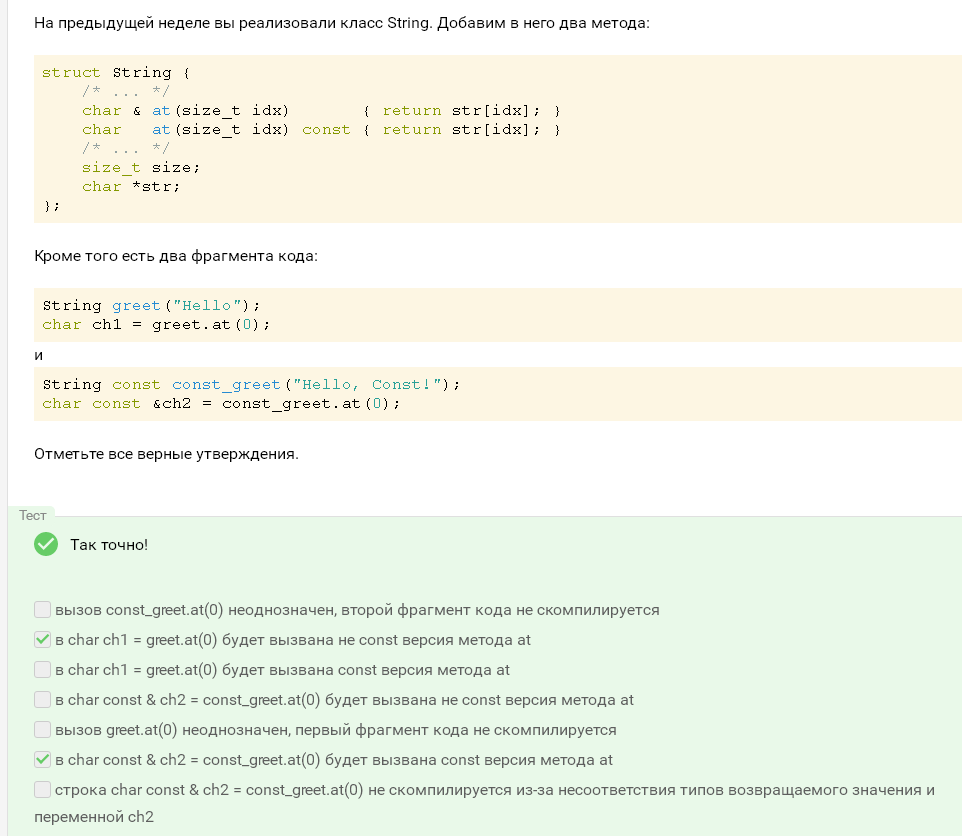 На предыдущей неделе вы реализовали класс String. Добавим в него два метода:
struct String {
    /* ... */
    char & at(size_t idx)       { return str[idx]; }
    char   at(size_t idx) const { return str[idx]; }
    /* ... */
    size_t size;
    char *str;
};
Кроме того есть два фрагмента кода:
String greet("Hello");
char ch1 = greet.at(0);
и
String const const_greet("Hello, Const!");
char const &ch2 = const_greet.at(0);
Отметьте все верные утверждения.
Тест
Так точно!
вызов const_greet.at(0) неоднозначен, второй фрагмент кода не скомпилируется
в char ch1 = greet.at(0) будет вызвана не const версия метода at
в char ch1 = greet.at(0) будет вызвана const версия метода at
в char const & ch2 = const_greet.at(0) будет вызвана не const версия метода at
вызов greet.at(0) неоднозначен, первый фрагмент кода не скомпилируется
в char const & ch2 = const_greet.at(0) будет вызвана const версия метода at
строка char const & ch2 = const_greet.at(0) не скомпилируется из-за несоответствия типов возвращаемого значения и
переменной ch2